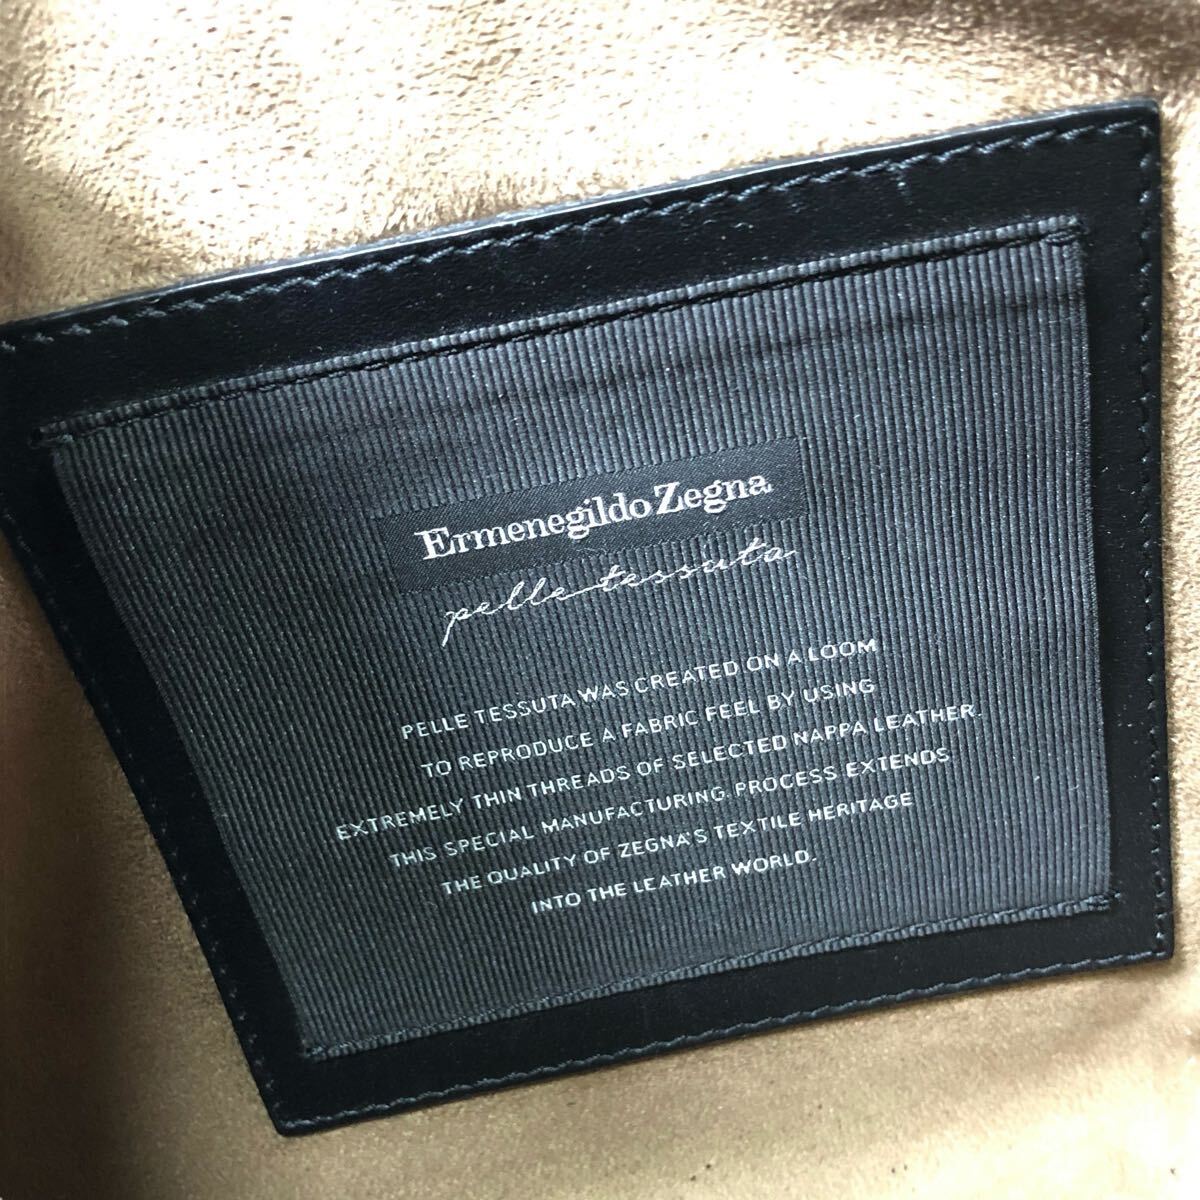 Ermenegildo Zegna
pelle tessuta
PELLE TESSUTA WAS CREATED ON A LOOM
TO REPRODUCE A FABRIC FEEL BY USING
EXTREMELY THIN THREADS OF SELECTED NAPPA LEATHER.
THIS SPECIAL MANUFACTURING PROCESS EXTENDS
THE QUALITY OF ZEGNA'S TEXTILE HERITAGE
INTO THE LEATHER WORLD.